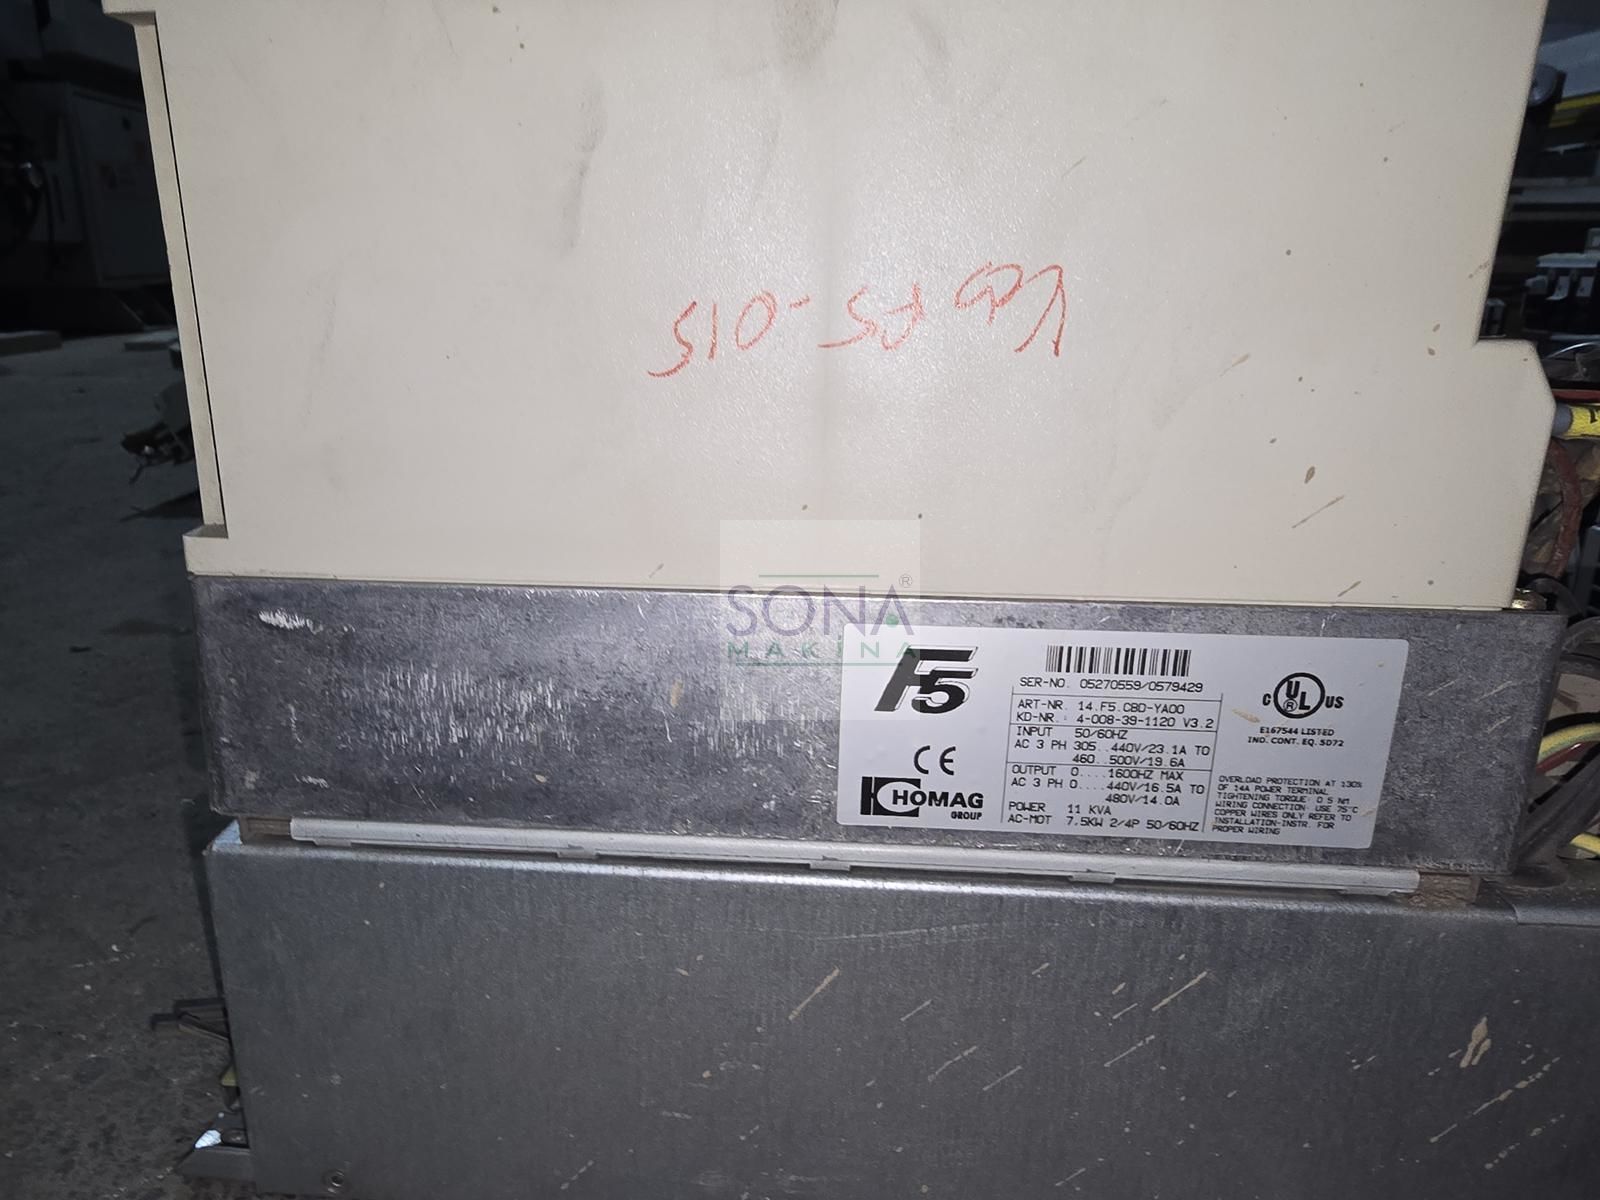 SONA®
MAKİNA
F5
CE
HOMAG
GROUP
SER-NO. 05270559/0579429
ART-NR. 14.F5.CBD-YA00
KD-NR.: 4-008-39-1120 V3.2
INPUT 50/60HZ
AC 3 PH 305..440V/23.1A TO
460..500V/19.6A
OUTPUT 0....1600HZ MAX
AC 3 PH 0....440V/16.5A TO
480V/14.0A
POWER 11 KVA
AC-MOT 7.5KW 2/4P 50/60HZ
C UL ® US
E167544 LISTED
IND. CONT. EQ. 5D72
OVERLOAD PROTECTION AT 130%
OF 14A POWER TERMINAL
TIGHTENING TORQUE: 0.5 NM
WIRING CONNECTION: USE 75°C
COPPER WIRES ONLY REFER TO
INSTALLATION-INSTR. FOR
PROPER WIRING